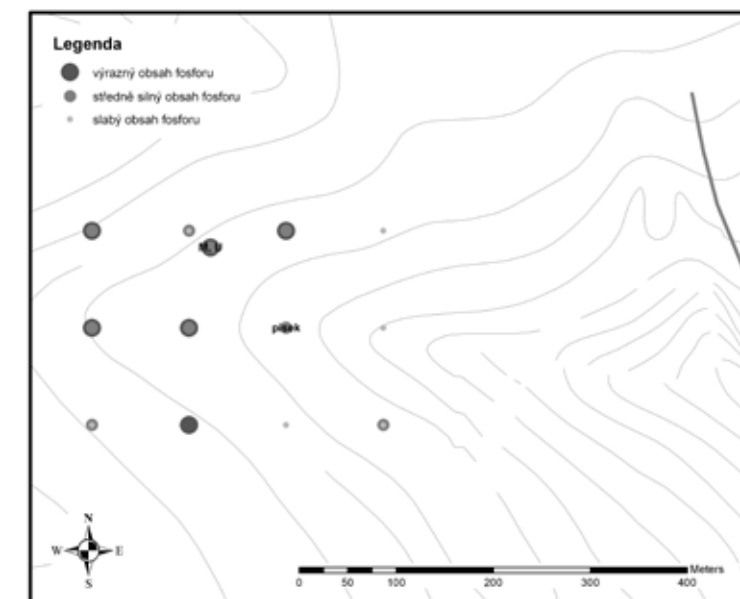 Legenda
výrazný obsah fosforu
středně silný obsah fosforu
slabý obsah fosforu
písek
N
W E
S
Meters
0 50 100 200 300 400